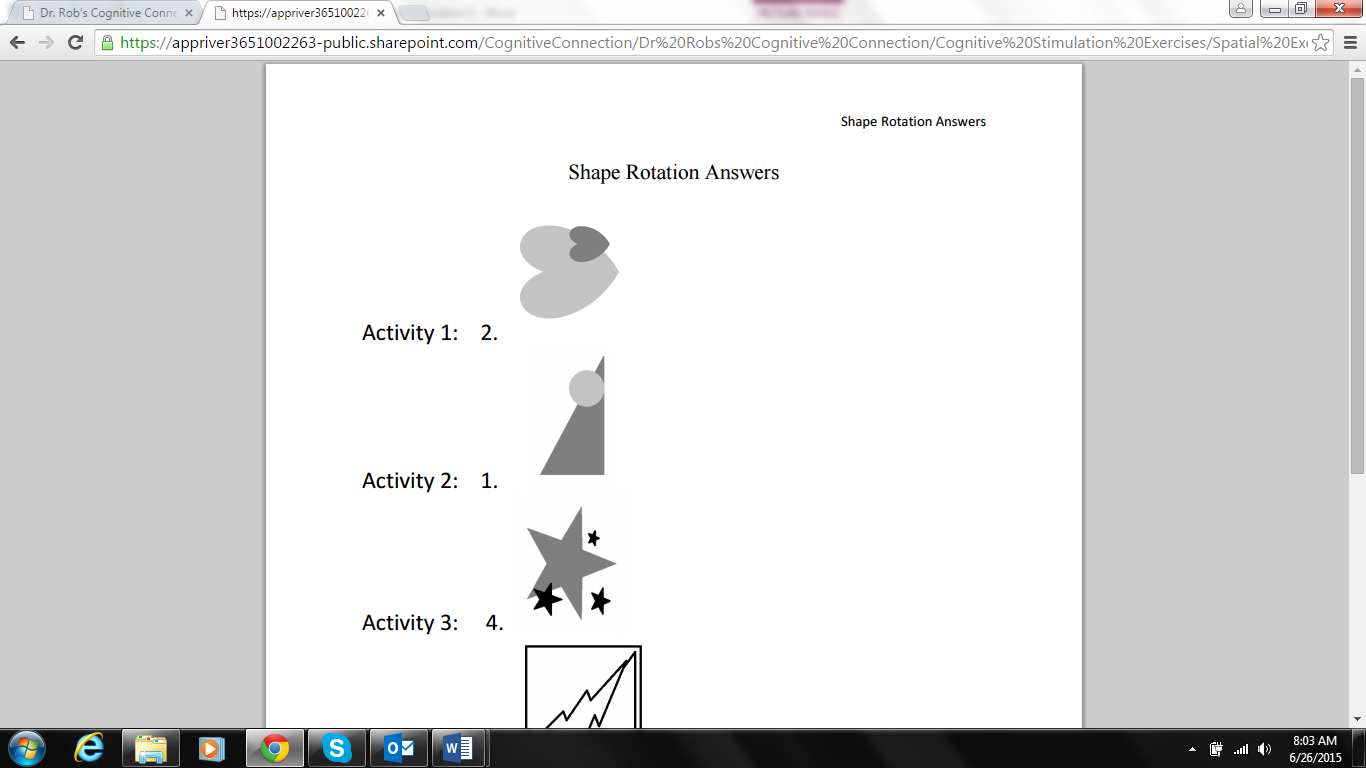 Dr. Rob's Cognitive Conne
https://appriver365100226
https://appriver3651002263-public.sharepoint.com/CognitiveConnection/Dr%20Robs%20Cognitive%20Connection/Cognitive%20Stimulation%20Exercises/Spatial%20Exe
Shape Rotation Answers
Shape Rotation Answers
Activity 1: 2.
Activity 2: 1.
Activity 3: 4.
8:03 AM
6/26/2015